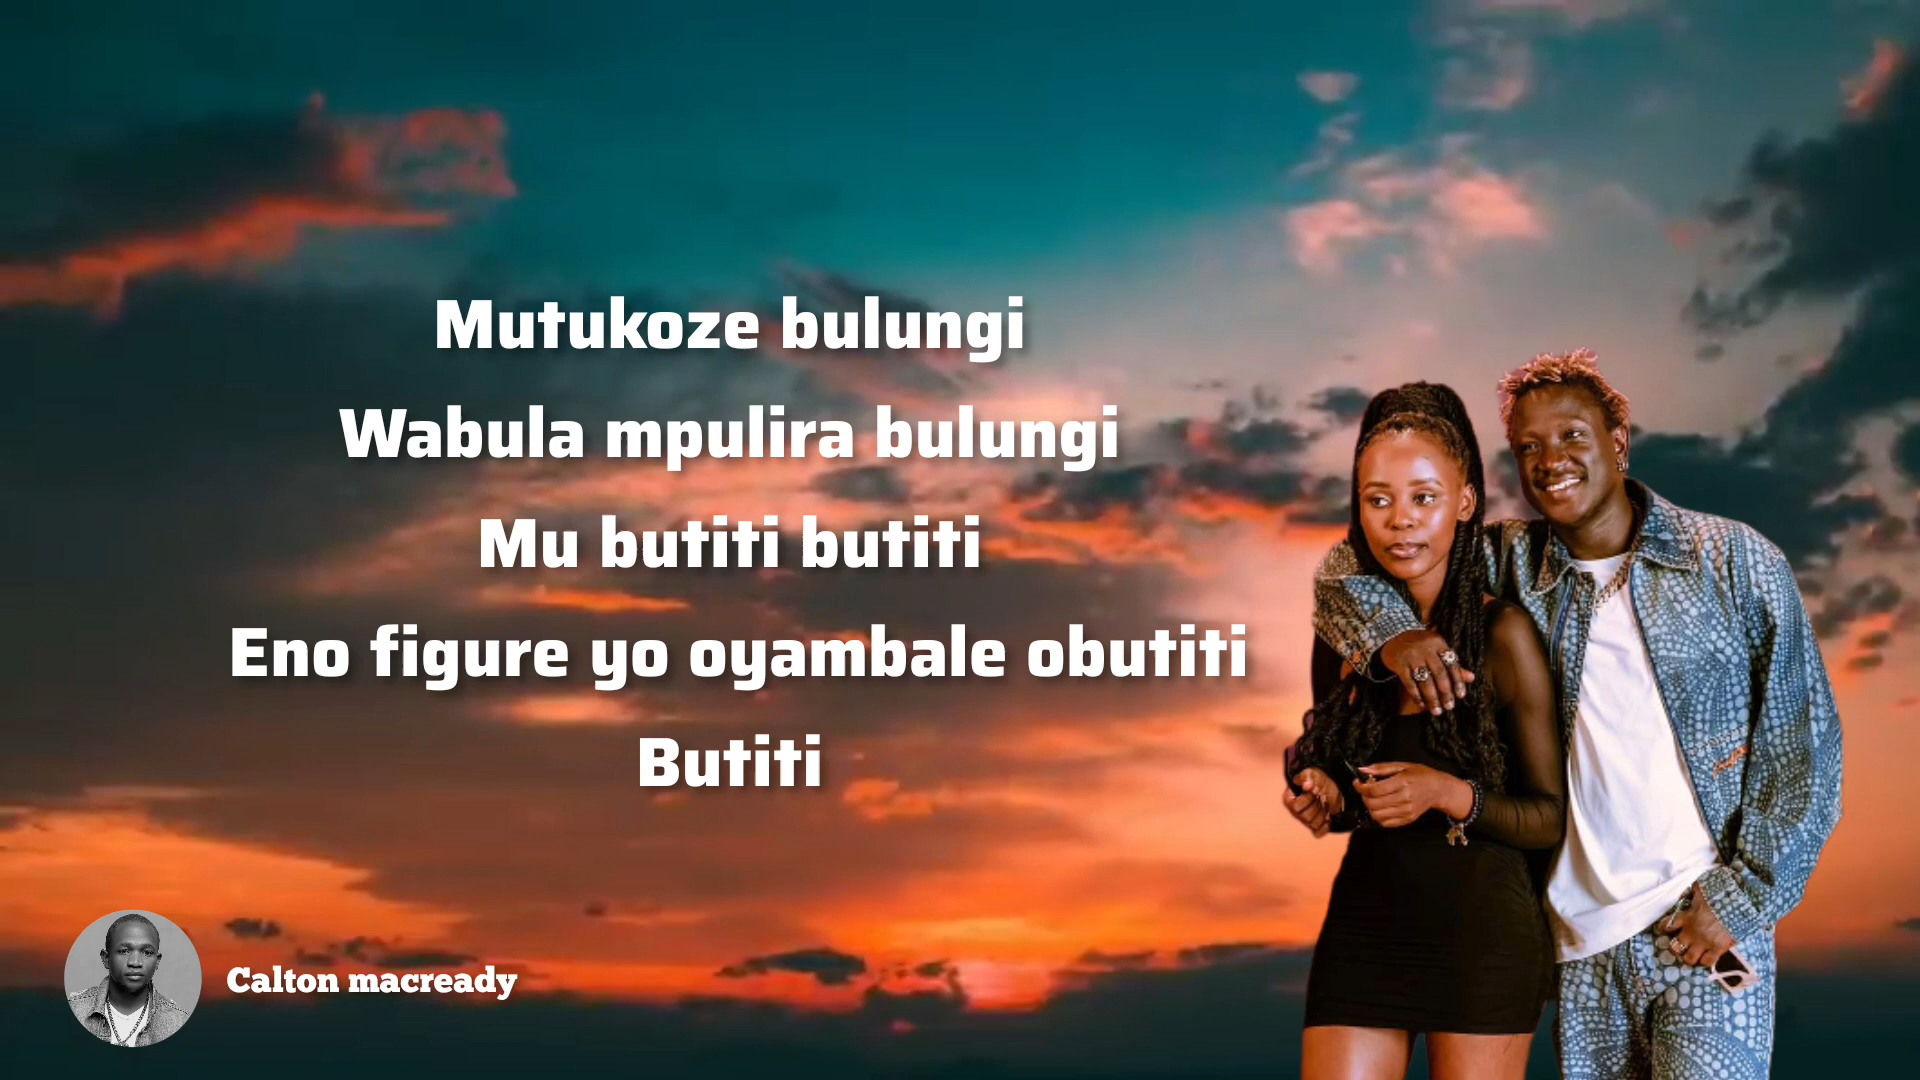 Mutukoze bulungi
Wabula mpulira bulungi
Mu butiti butiti
Eno figure yo oyambale obutiti
Butiti
Calton macready